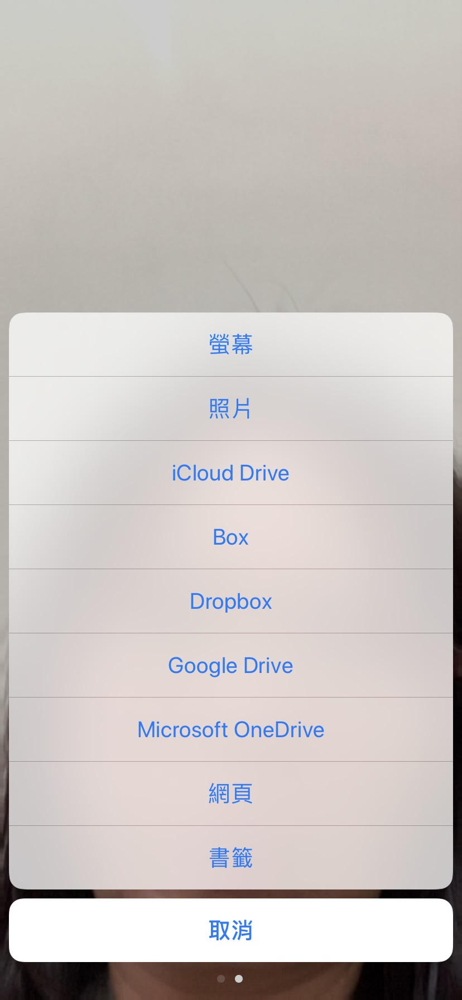 螢幕
照片
iCloud Drive
Box
Dropbox
Google Drive
Microsoft OneDrive
網頁
書籤
取消